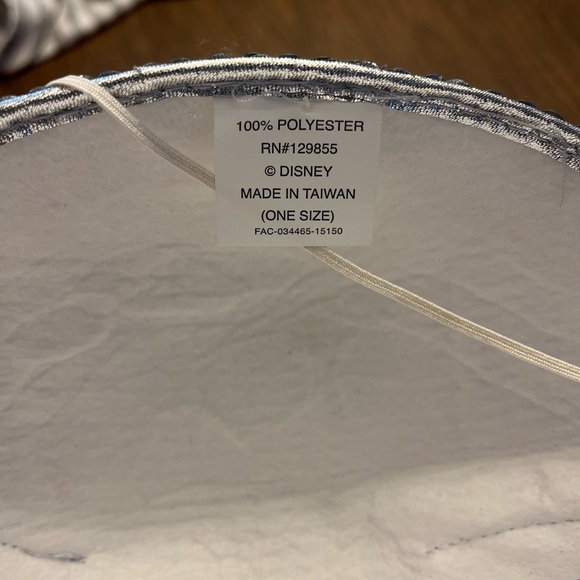 100% POLYESTER
RN#129855
© DISNEY
MADE IN TAIWAN
(ONE SIZE)
FAC-034465-15150